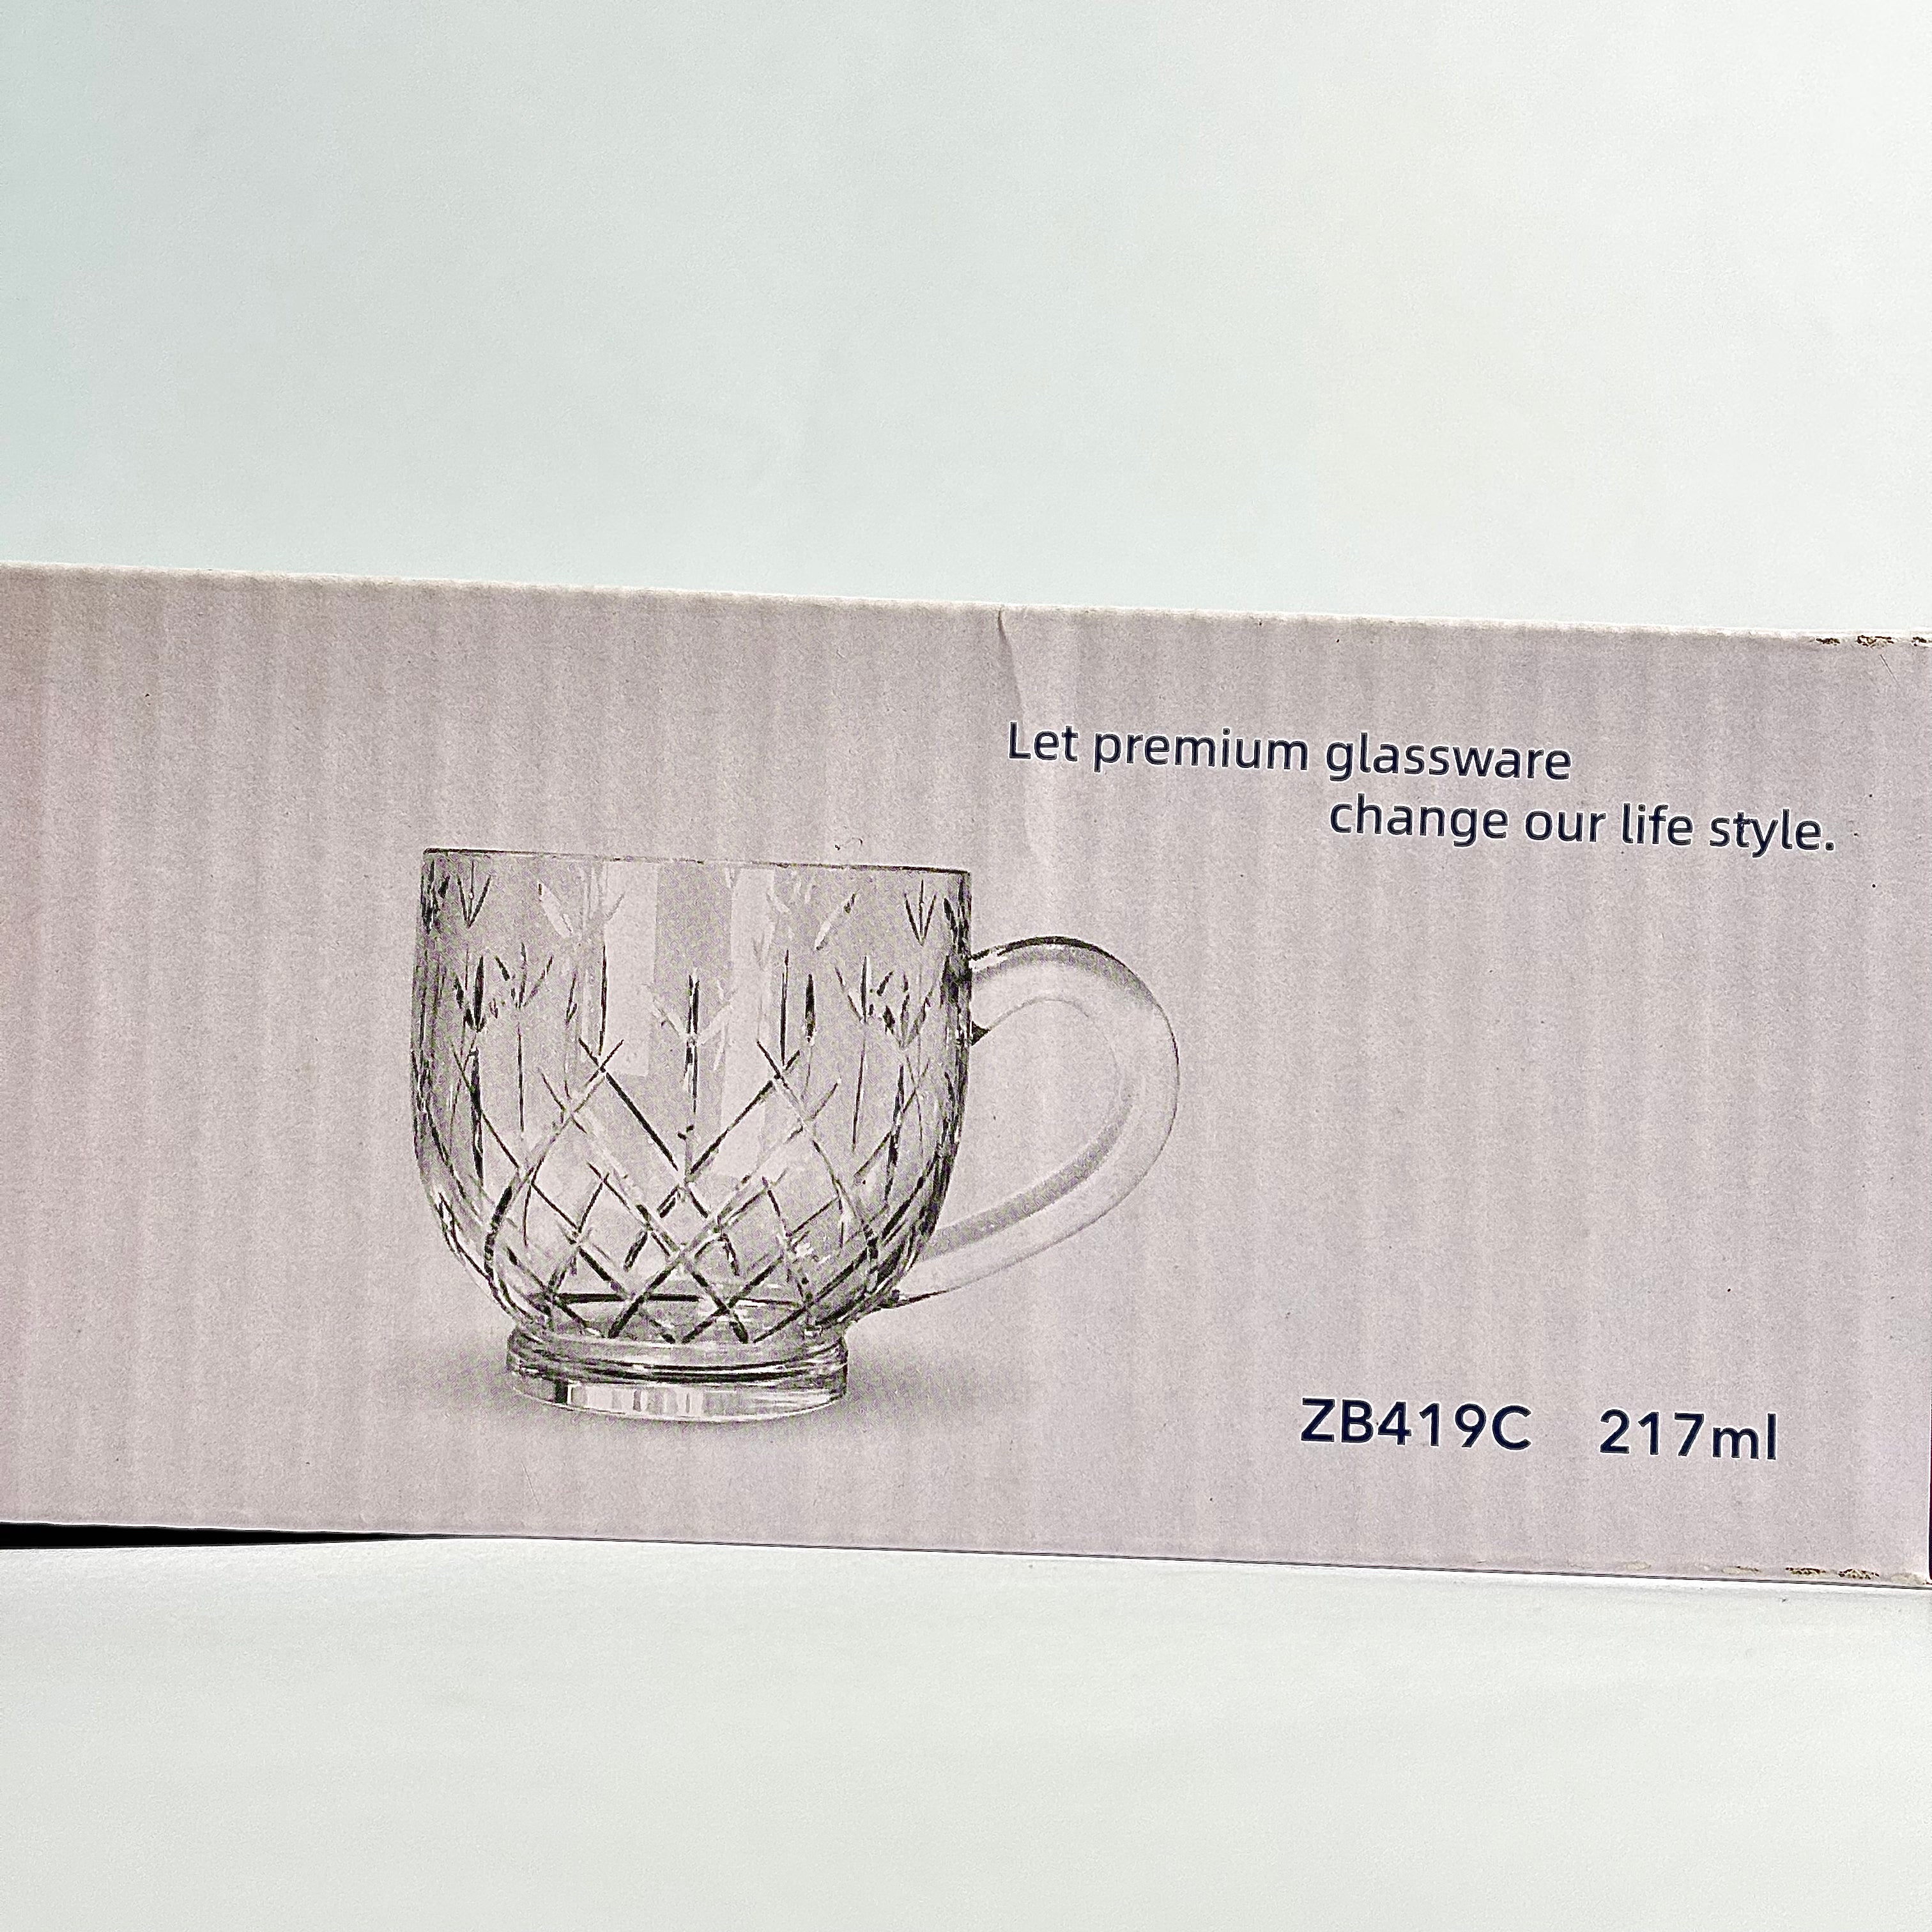 Let premium glassware
change our life style.
ZB419C 217ml